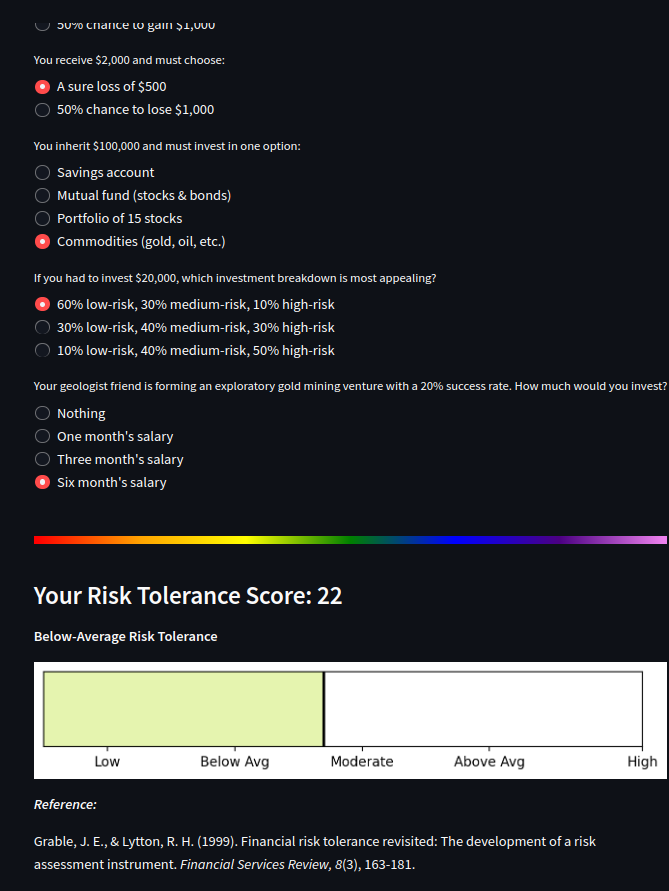 50% chance to gain $1,000
You receive $2,000 and must choose:
A sure loss of $500
50% chance to lose $1,000
You inherit $100,000 and must invest in one option:
Savings account
Mutual fund (stocks & bonds)
Portfolio of 15 stocks
Commodities (gold, oil, etc.)
If you had to invest $20,000, which investment breakdown is most appealing?
60% low-risk, 30% medium-risk, 10% high-risk
30% low-risk, 40% medium-risk, 30% high-risk
10% low-risk, 40% medium-risk, 50% high-risk
Your geologist friend is forming an exploratory gold mining venture with a 20% success rate. How much would you invest?
Nothing
One month's salary
Three month's salary
Six month's salary
Your Risk Tolerance Score: 22
Below-Average Risk Tolerance
Low Below Avg Moderate Above Avg High
Reference:
Grable, J. E., & Lytton, R. H. (1999). Financial risk tolerance revisited: The development of a risk
assessment instrument. Financial Services Review, 8(3), 163-181.